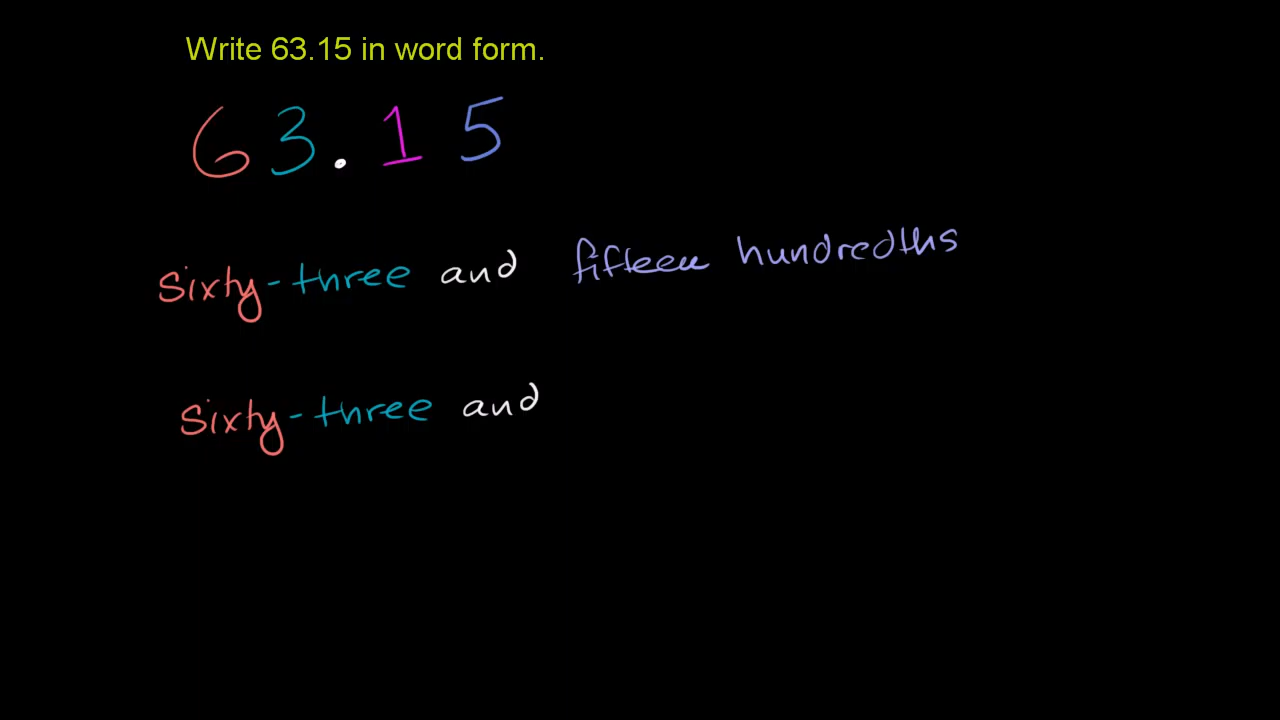 Write 63.15 in word form.
63.15
Sixty-three and fifteen hundredths
Sixty-three and